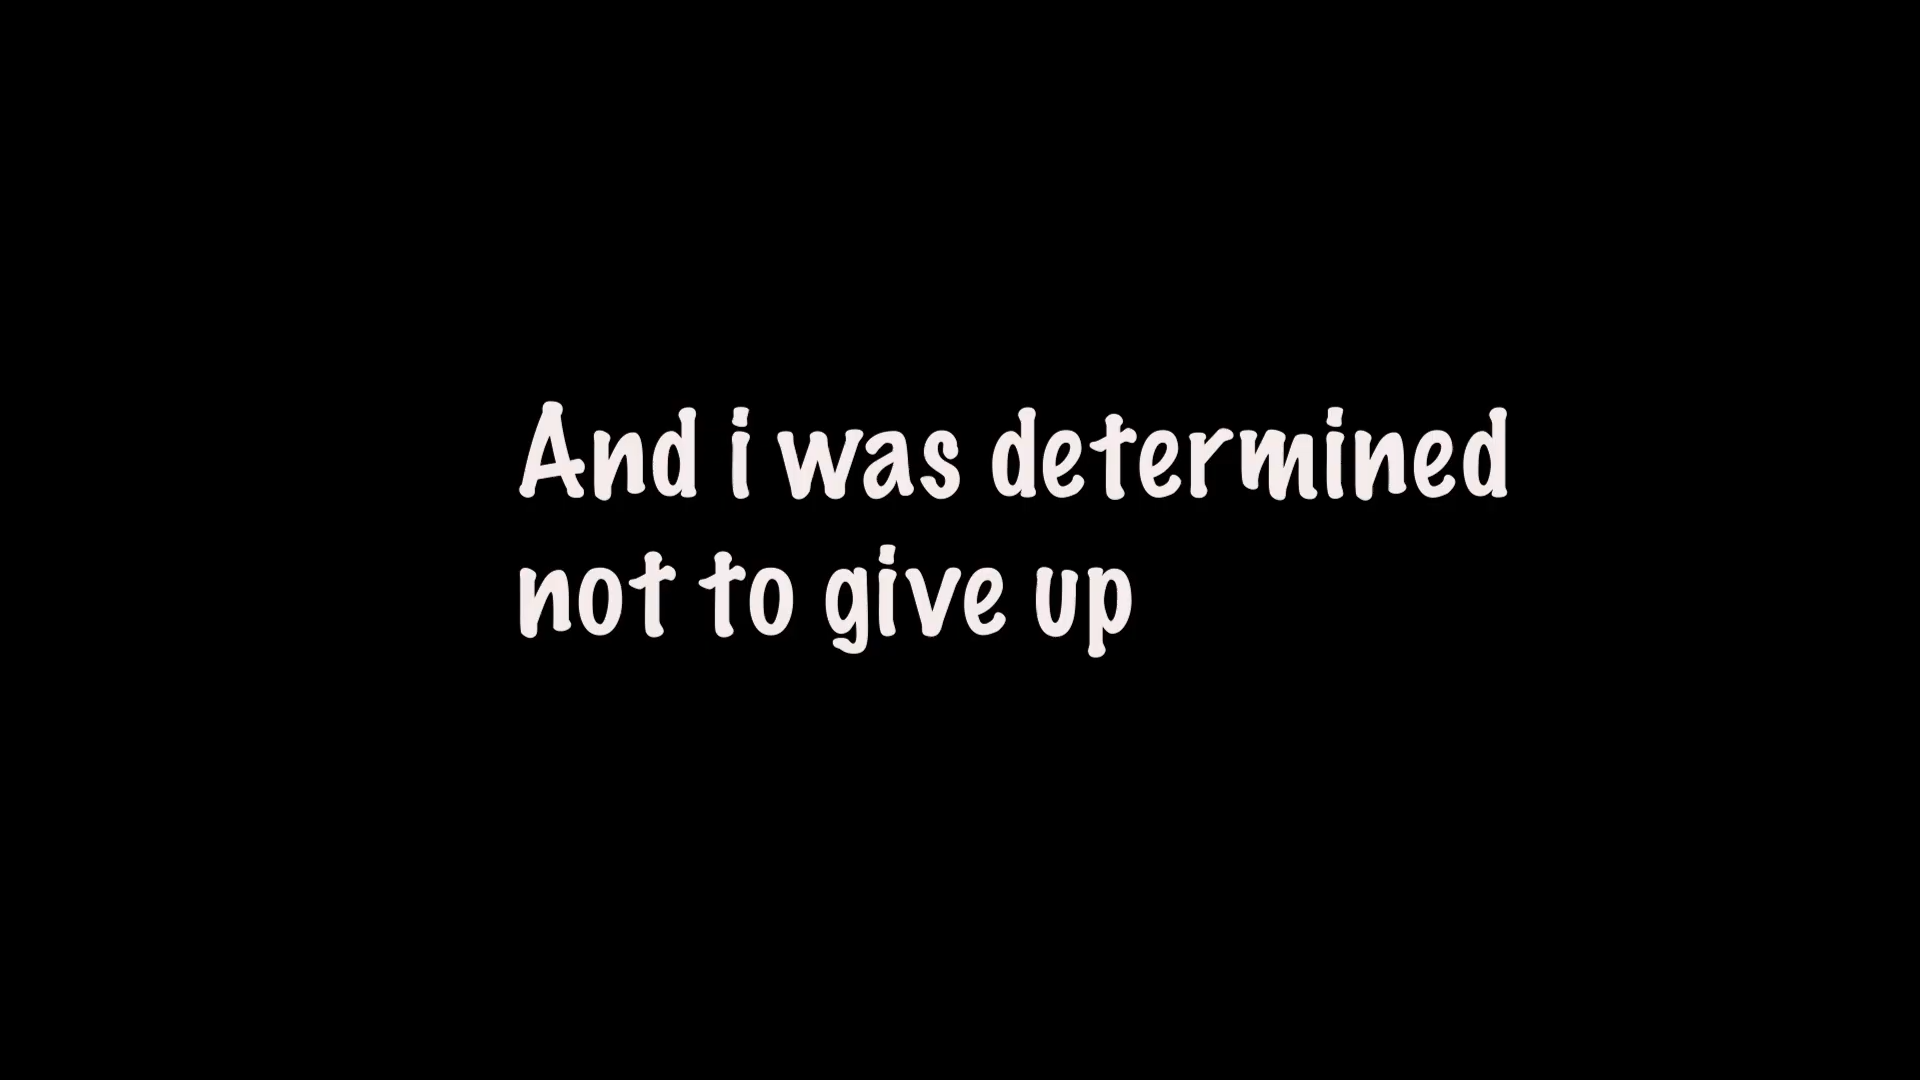 And i was determined
not to give up